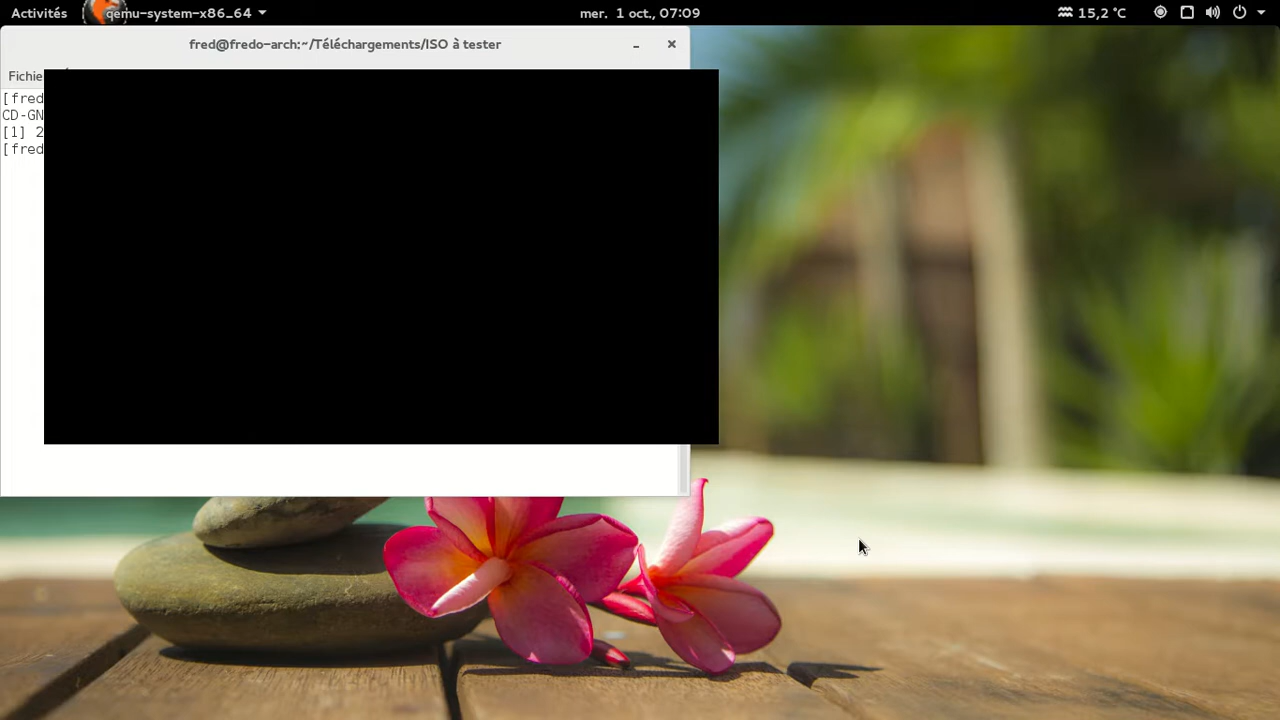 Activités qemu-system-x86_64 mer. 1 oct., 07:09 15,2 °C
fred@fredo-arch:~/Téléchargements/ISO à tester
Fichie
[fred
CD-GN
[1] 2
[fred